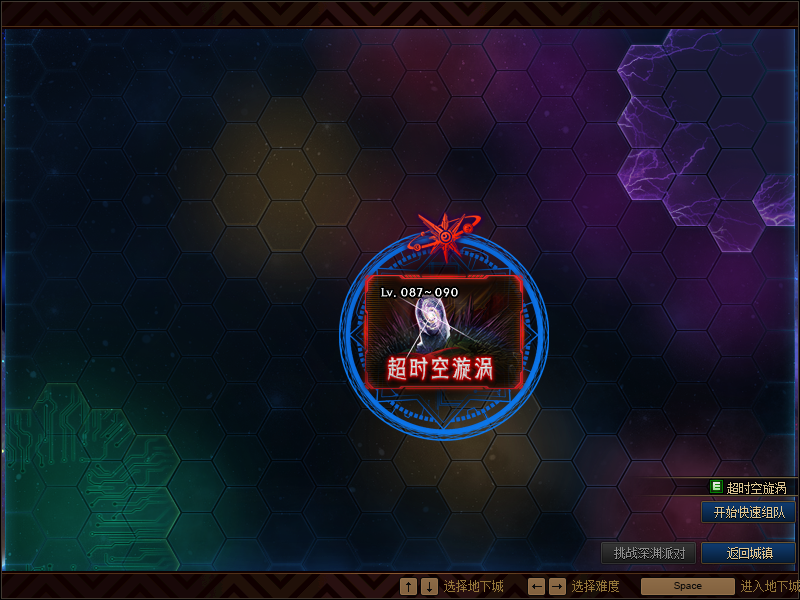 Lv. 087~090
超时空漩涡
E 超时空旋涡
开始快速组队
挑战深渊派对
返回城镇
↑ ↓ 选择地下城 ← → 选择难度 Space 进入地下城